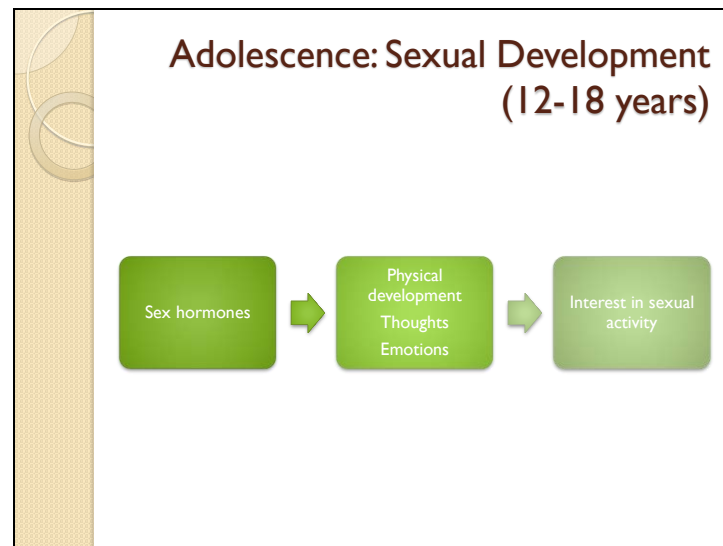 Adolescence: Sexual Development
(12-18 years)
Sex hormones
Physical
development
Thoughts
Emotions
Interest in sexual
activity